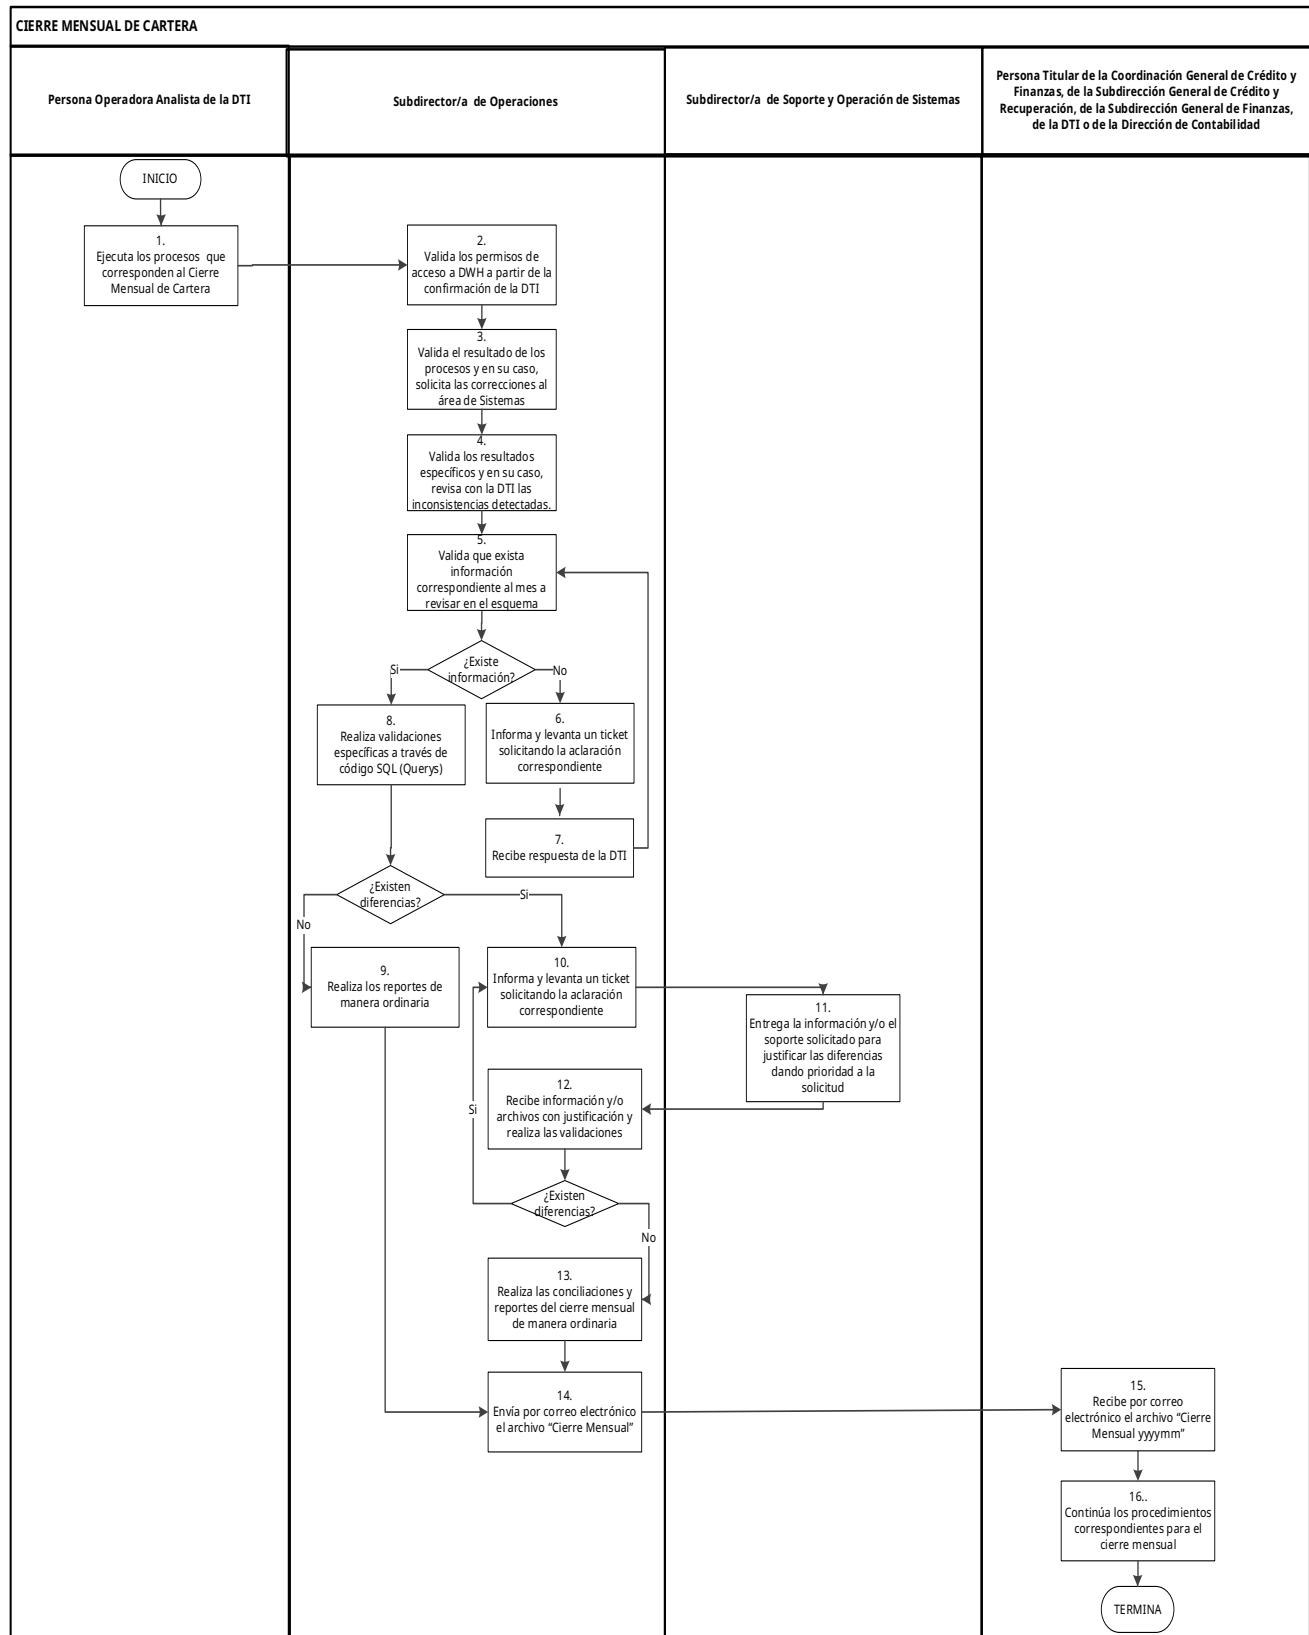 CIERRE MENSUAL DE CARTERA
Persona Operadora Analista de la DTI
Subdirector/a de Operaciones
Subdirector/a de Soporte y Operación de Sistemas
Persona Titular de la Coordinación General de Crédito y
Finanzas, de la Subdirección General de Crédito y
Recuperación, de la Subdirección General de Finanzas,
de la DTI o de la Dirección de Contabilidad
INICIO
1.
Ejecuta los procesos que
corresponden al Cierre
Mensual de Cartera
2.
Valida los permisos de
acceso a DWH a partir de la
confirmación de la DTI
3.
Valida el resultado de los
procesos y en su caso,
solicita las correcciones al
área de Sistemas
4.
Valida los resultados
específicos y en su caso,
revisa con la DTI las
inconsistencias detectadas.
5.
Valida que exista
información
correspondiente al mes a
revisar en el esquema
¿Existe
información?
Si
No
8.
Realiza validaciones
específicas a través de
código SQL (Querys)
6.
Informa y levanta un ticket
solicitando la aclaración
correspondiente
7.
Recibe respuesta de la DTI
¿Existen
diferencias?
Si
No
9.
Realiza los reportes de
manera ordinaria
10.
Informa y levanta un ticket
solicitando la aclaración
correspondiente
11.
Entrega la información y/o el
soporte solicitado para
justificar las diferencias
dando prioridad a la
solicitud
12.
Recibe información y/o
archivos con justificación y
realiza las validaciones
Si
¿Existen
diferencias?
No
13.
Realiza las conciliaciones y
reportes del cierre mensual
de manera ordinaria
14.
Envía por correo electrónico
el archivo “Cierre Mensual”
15.
Recibe por correo
electrónico el archivo “Cierre
Mensual yyyymm”
16..
Continúa los procedimientos
correspondientes para el
cierre mensual
TERMINA